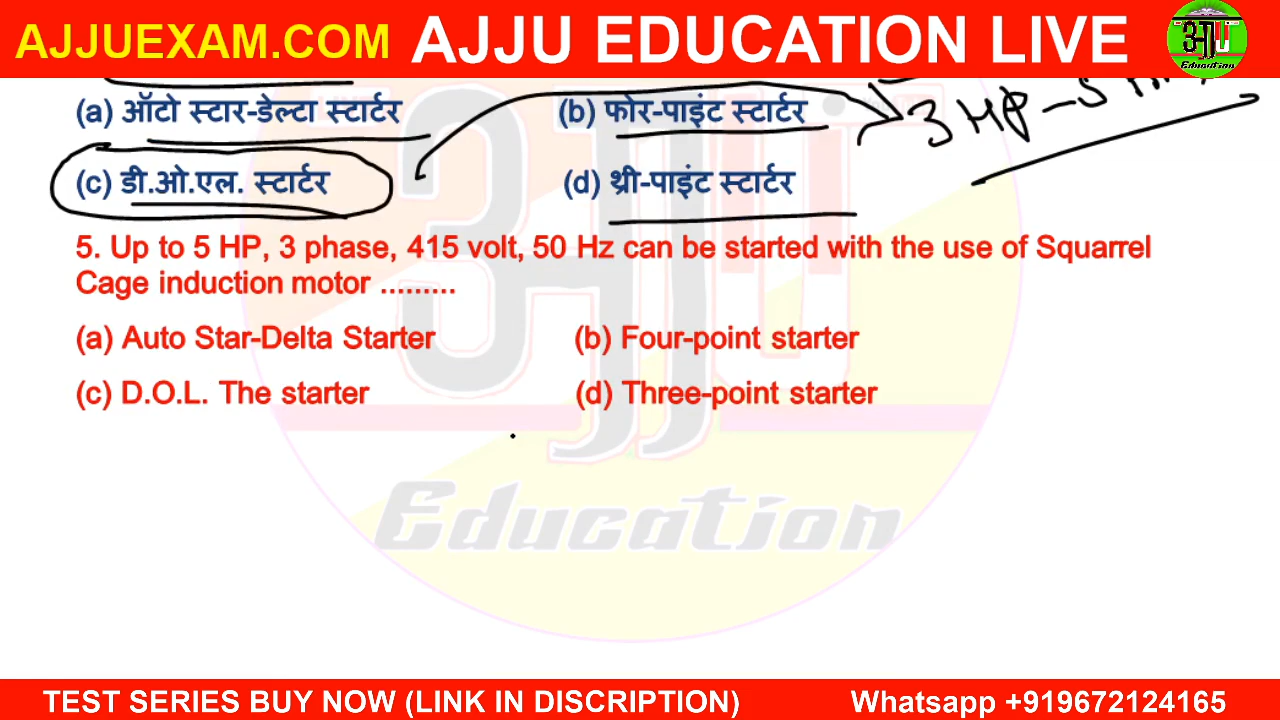 AJJUEXAM.COM AJJU EDUCATION LIVE
आप
Education
(a) ऑटो स्टार-डेल्टा स्टार्टर (b) फोर-पाइंट स्टार्टर
3 HP - 5
(c) डी.ओ.एल. स्टार्टर (d) थ्री-पाइंट स्टार्टर
5. Up to 5 HP, 3 phase, 415 volt, 50 Hz can be started with the use of Squarrel
Cage induction motor .........
(a) Auto Star-Delta Starter (b) Four-point starter
(c) D.O.L. The starter (d) Three-point starter
Education
TEST SERIES BUY NOW (LINK IN DISCRIPTION) Whatsapp +919672124165